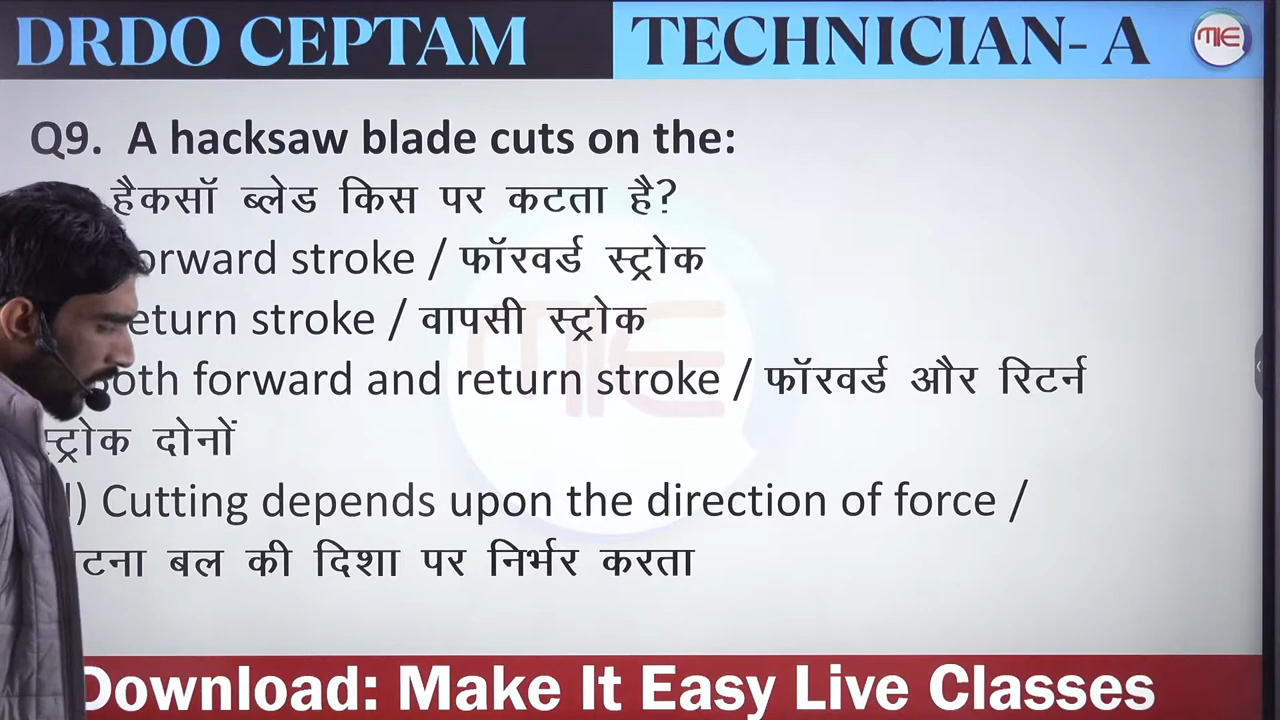 DRDO CEPTAM TECHNICIAN- A
MIE
Q9. A hacksaw blade cuts on the:
हैकसॉ ब्लेड किस पर कटता है?
orward stroke / फॉरवर्ड स्ट्रोक
eturn stroke / वापसी स्ट्रोक
oth forward and return stroke / फॉरवर्ड और रिटर्न
स्ट्रोक दोनों
) Cutting depends upon the direction of force /
टना बल की दिशा पर निर्भर करता
Download: Make It Easy Live Classes